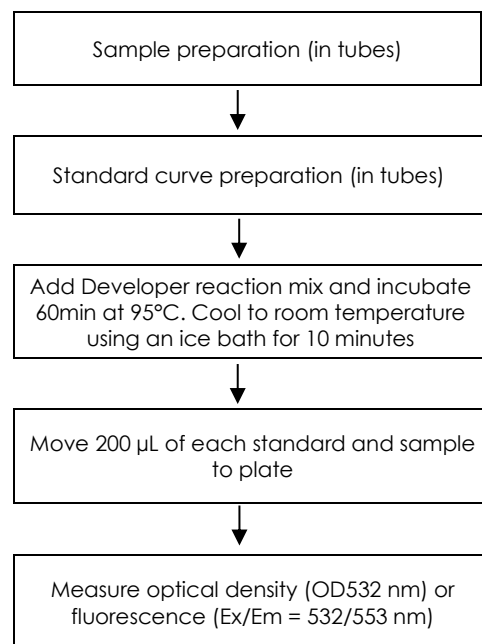 Sample preparation (in tubes)
Standard curve preparation (in tubes)
Add Developer reaction mix and incubate
60min at 95°C. Cool to room temperature
using an ice bath for 10 minutes
Move 200 µL of each standard and sample
to plate
Measure optical density (OD532 nm) or
fluorescence (Ex/Em = 532/553 nm)